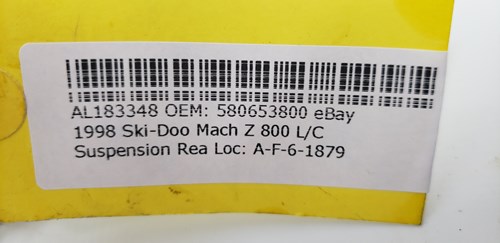 AL183348 OEM: 580653800 eBay
1998 Ski-Doo Mach Z 800 L/C
Suspension Rea Loc: A-F-6-1879